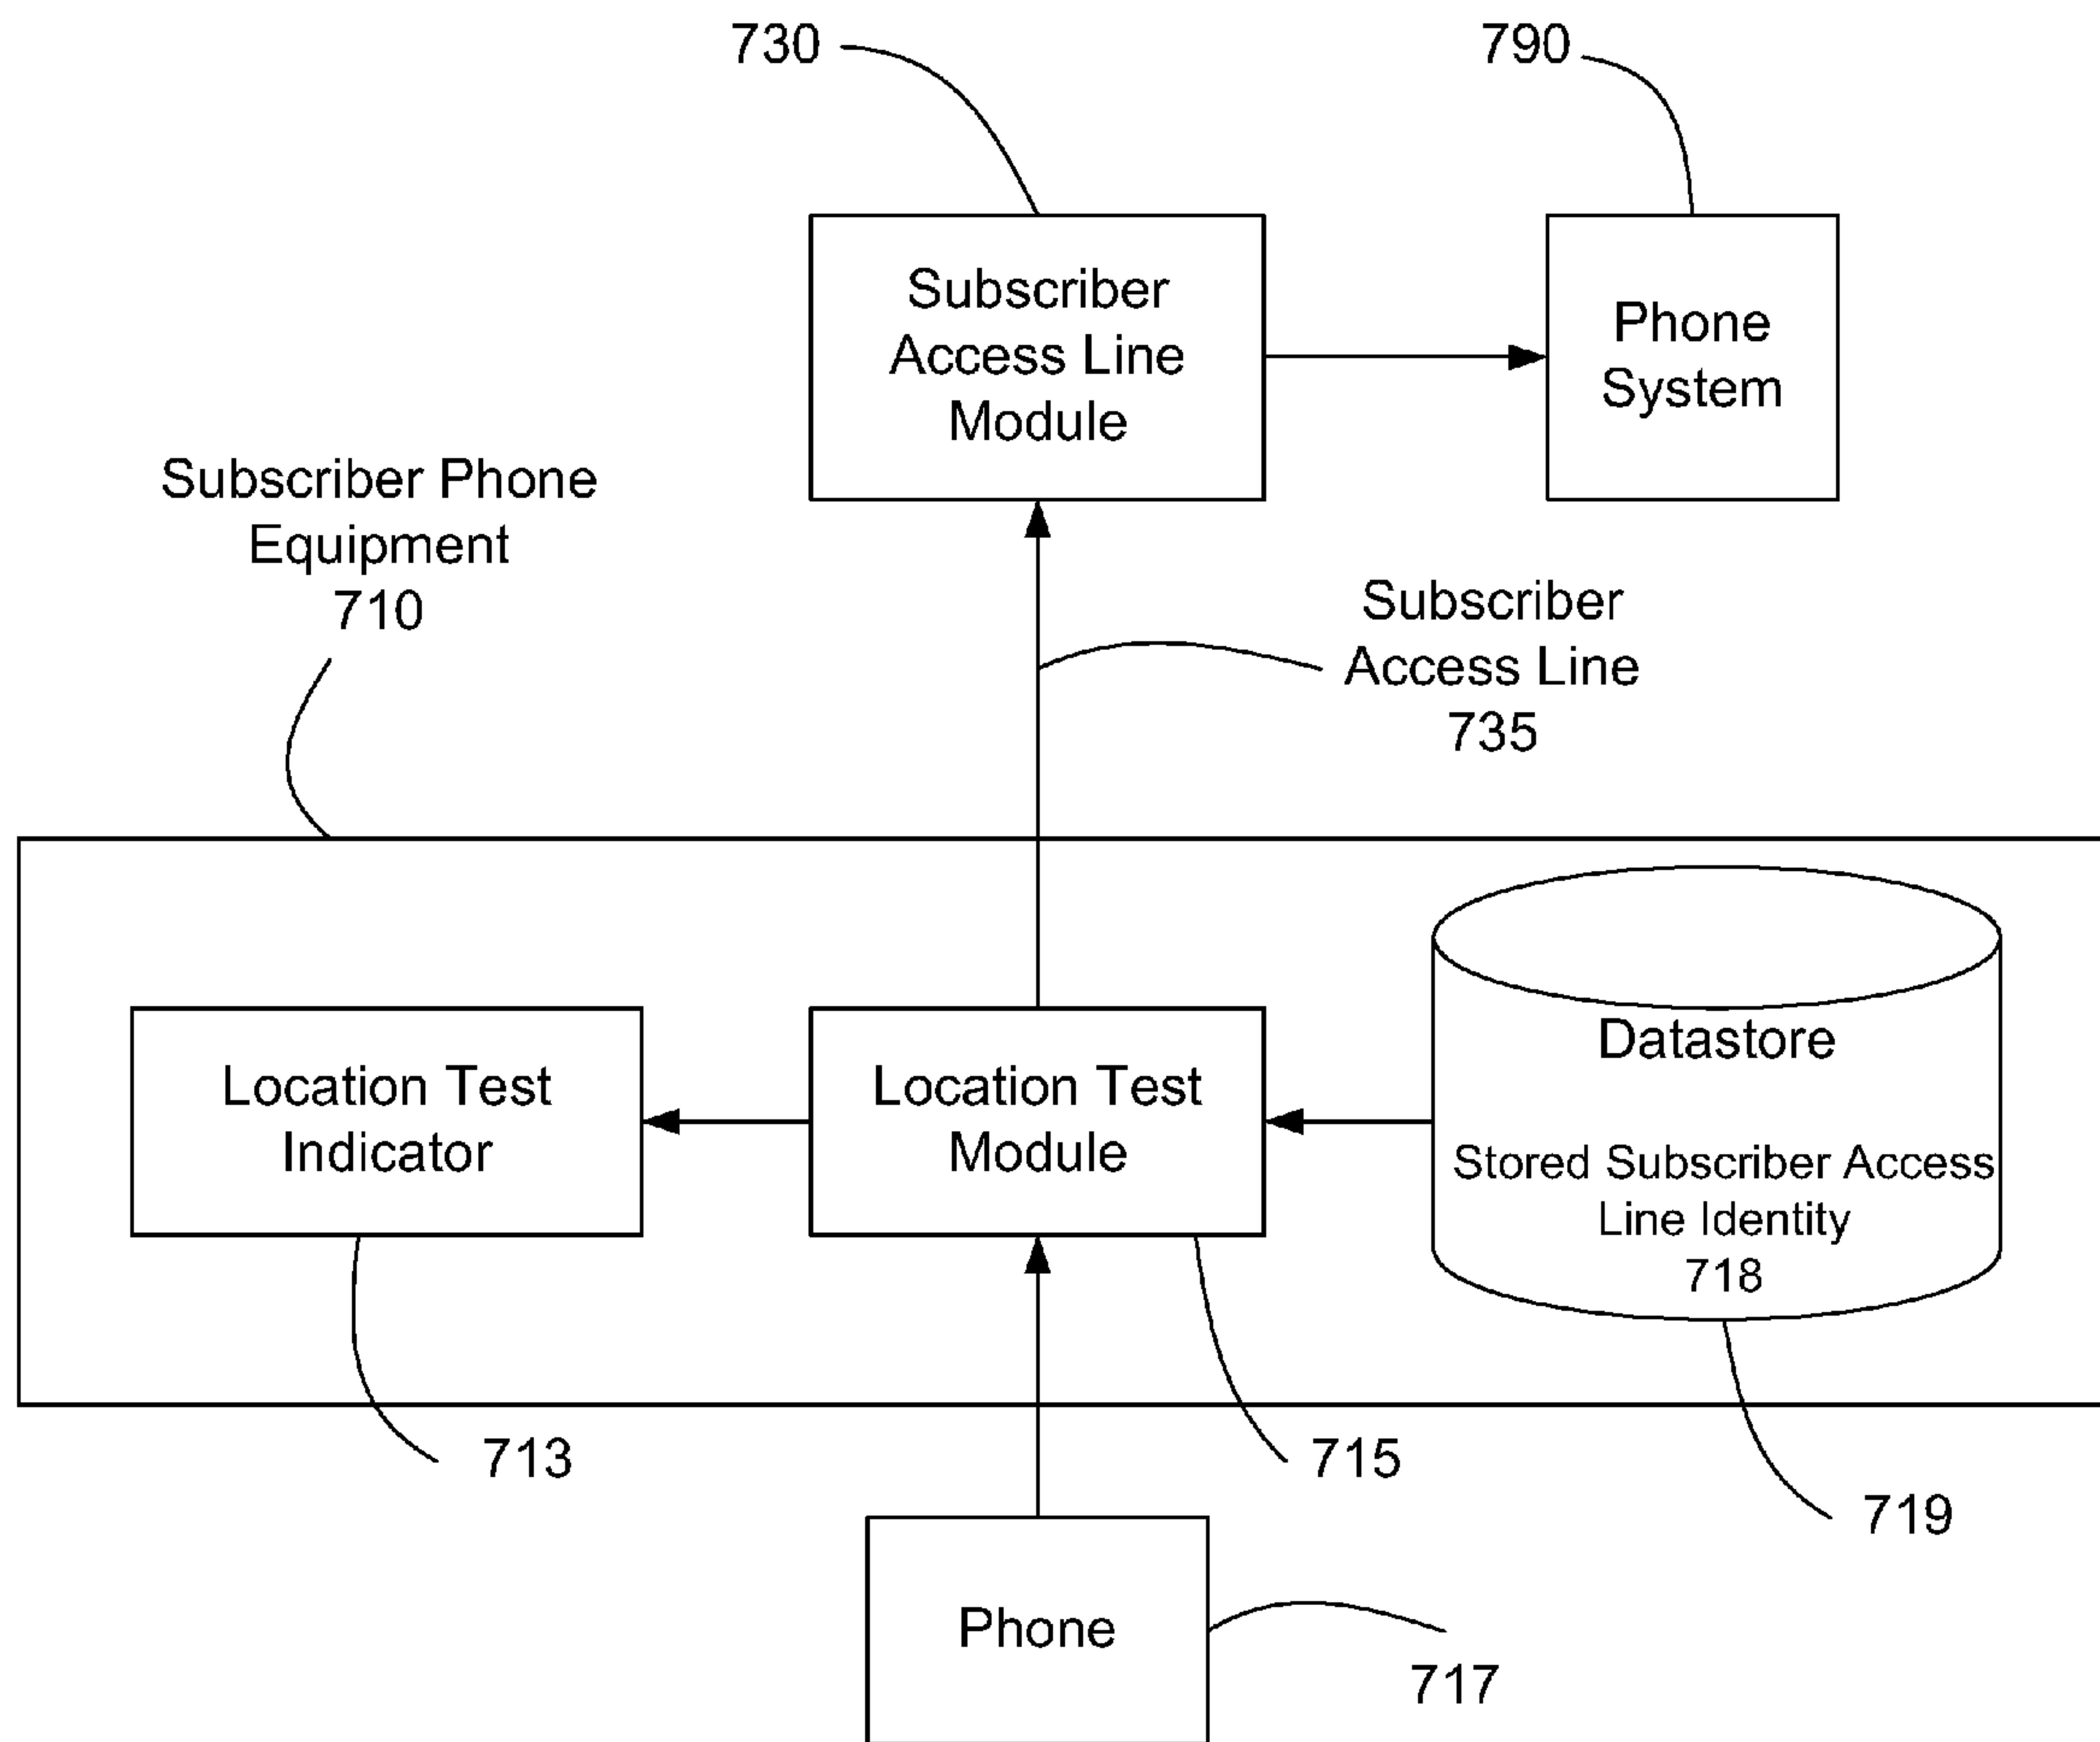 730
790
Subscriber
Access Line
Module
Phone
System
Subscriber Phone
Equipment
710
Subscriber
Access Line
735
Location Test
Indicator
Location Test
Module
Datastore
Stored Subscriber Access
Line Identity
718
713
715
719
Phone
717